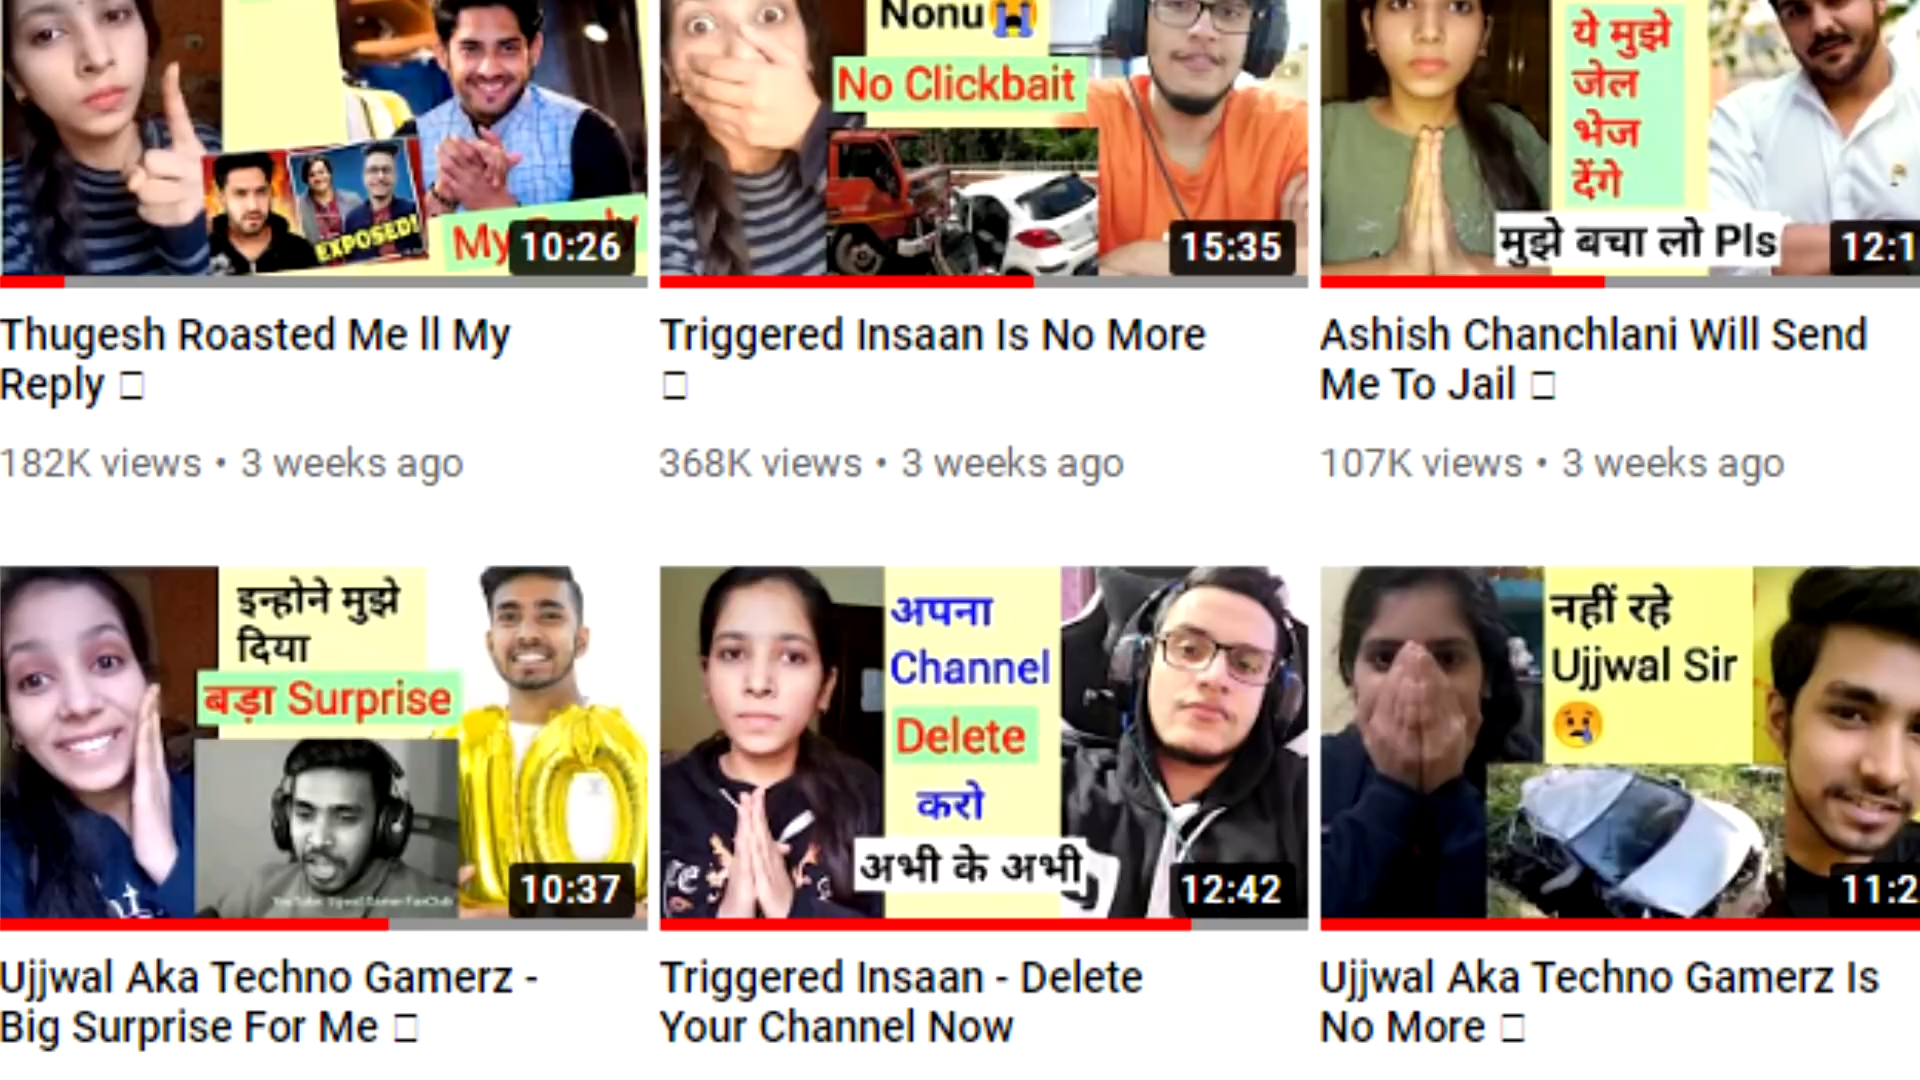 Nonu😭
No Clickbait
ये मुझे
जेल
भेज
देंगे
मुझे बचा लो Pls
EXPOSED!
My
10:26
15:35
12:1
Thugesh Roasted Me ll My
Reply
Triggered Insaan Is No More
Ashish Chanchlani Will Send
Me To Jail
182K views • 3 weeks ago
368K views • 3 weeks ago
107K views • 3 weeks ago
इन्होने मुझे
दिया
बड़ा Surprise
10
10:37
अपना
Channel
Delete
करो
अभी के अभी
12:42
नहीं रहे
Ujjwal Sir
😢
11:2
Ujjwal Aka Techno Gamerz -
Big Surprise For Me
Triggered Insaan - Delete
Your Channel Now
Ujjwal Aka Techno Gamerz Is
No More